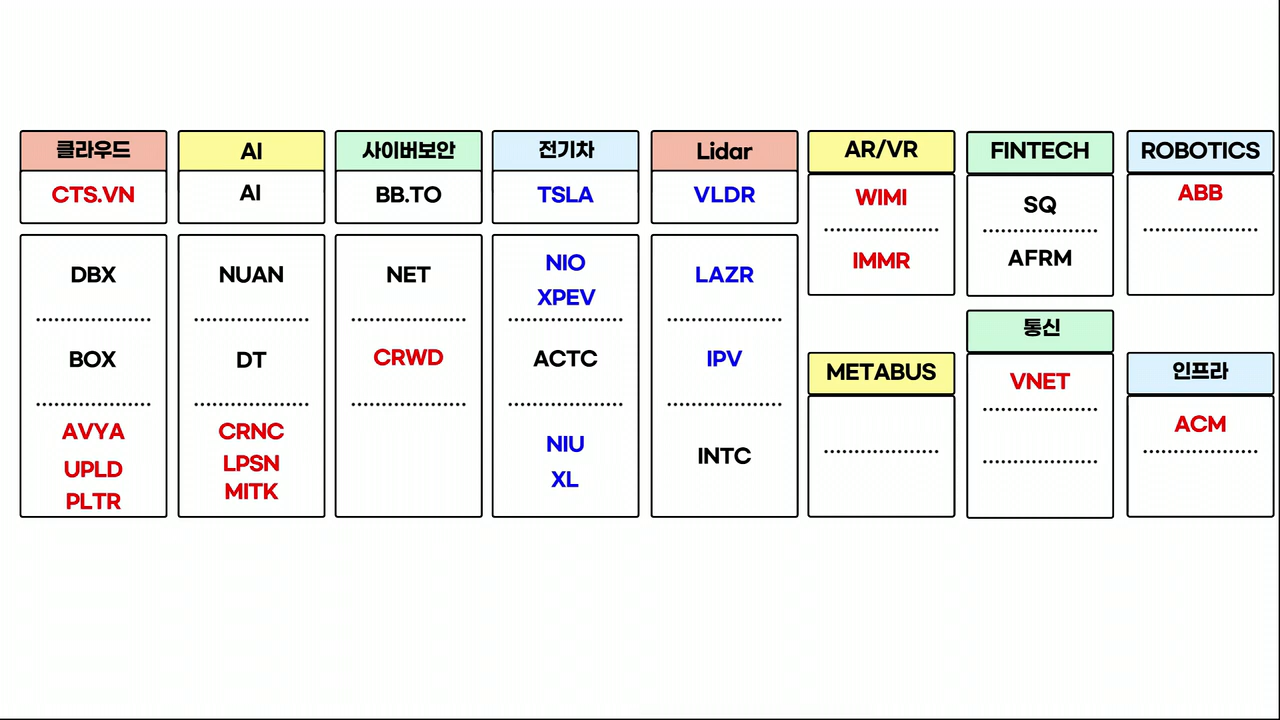 클라우드
CTS.VN
DBX
BOX
AVYA
UPLD
PLTR
AI
AI
NUAN
DT
CRNC
LPSN
MITK
사이버보안
BB.TO
NET
CRWD
전기차
TSLA
NIO
XPEV
ACTC
NIU
XL
Lidar
VLDR
LAZR
IPV
INTC
AR/VR
WIMI
IMMR
METABUS
FINTECH
SQ
AFRM
통신
VNET
ROBOTICS
ABB
인프라
ACM